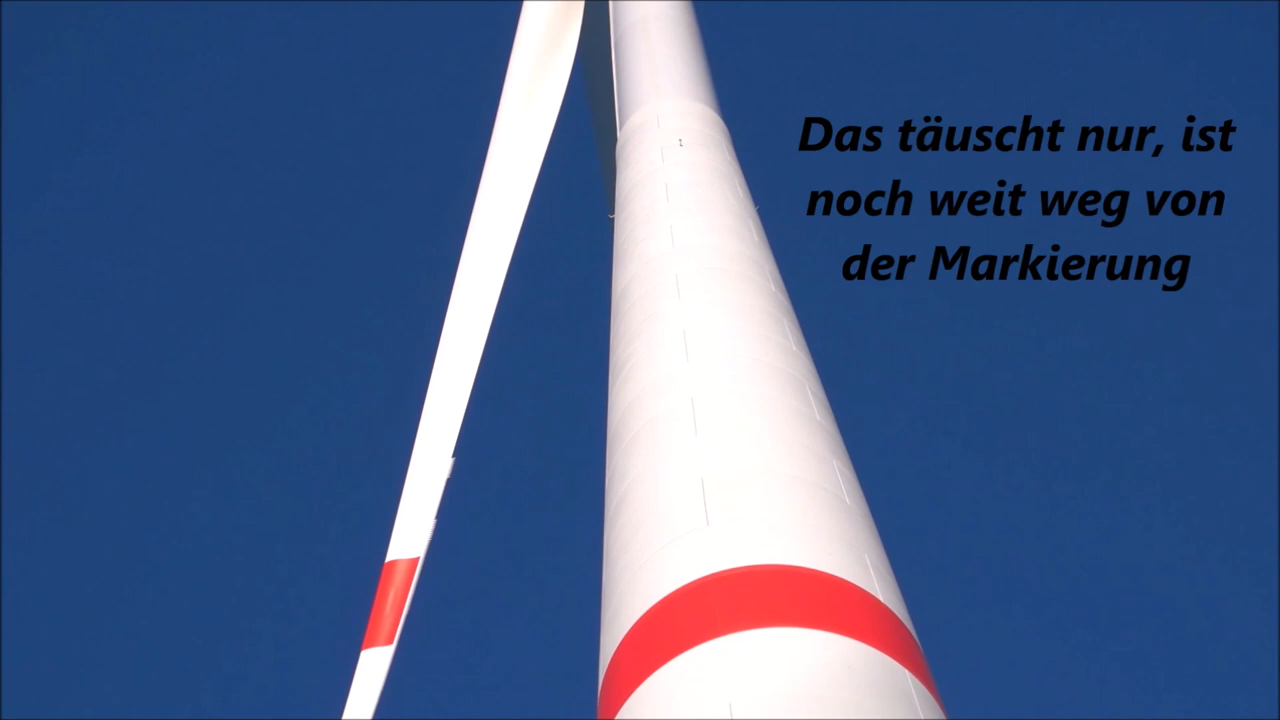 Das täuscht nur, ist
noch weit weg von
der Markierung